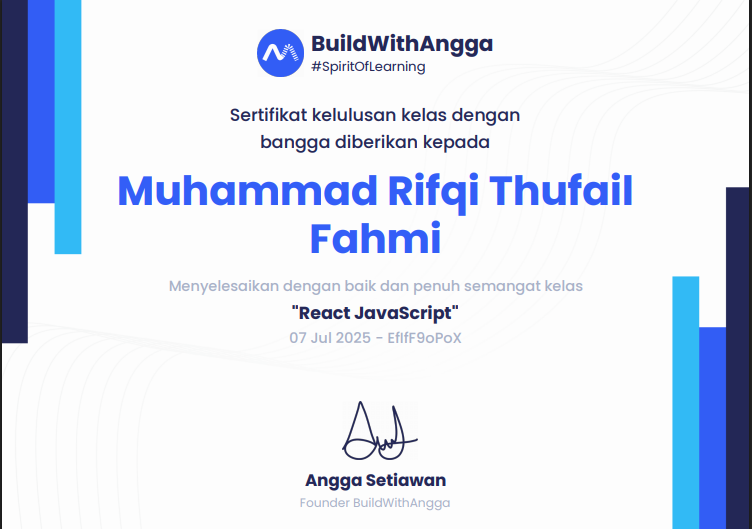 BuildWithAngga
#SpiritOfLearning
Sertifikat kelulusan kelas dengan
bangga diberikan kepada
Muhammad Rifqi Thufail
Fahmi
Menyelesaikan dengan baik dan penuh semangat kelas
"React JavaScript"
07 Jul 2025 - EfIfF9oPoX
Angga Setiawan
Founder BuildWithAngga